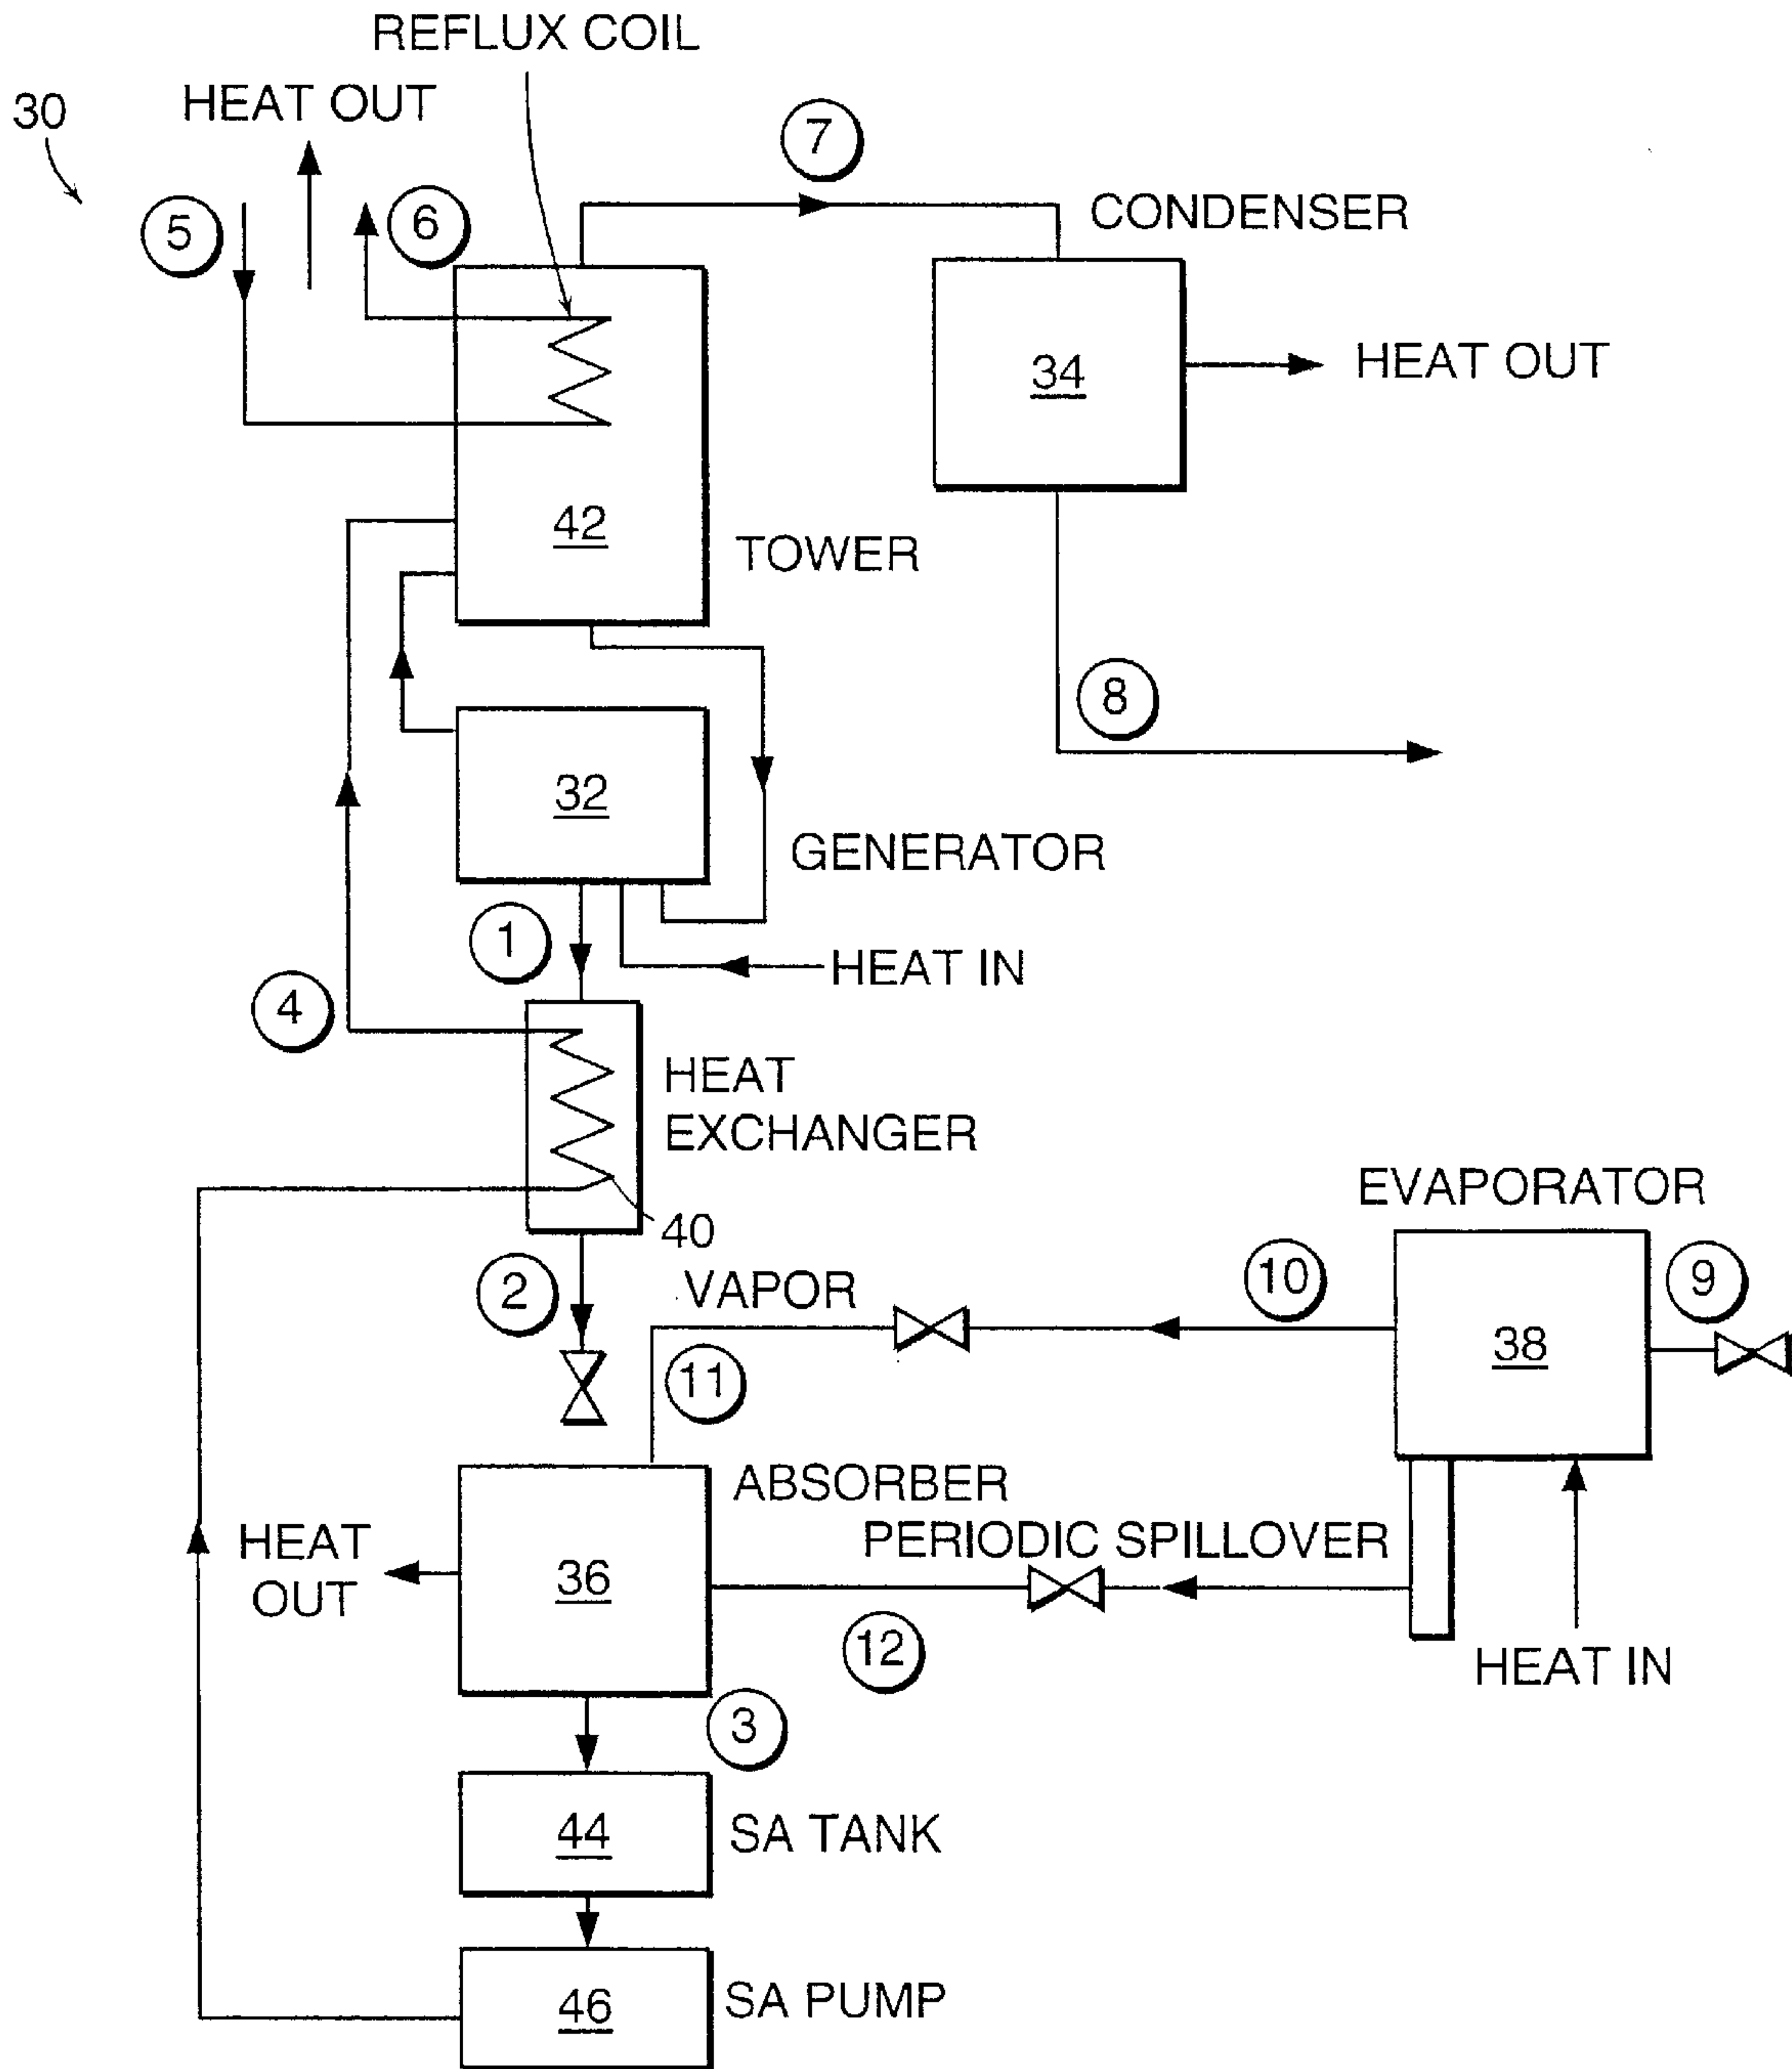 REFLUX COIL
30
HEAT OUT
7
5
6
CONDENSER
34
HEAT OUT
42
TOWER
8
32
GENERATOR
1
HEAT IN
4
HEAT
EXCHANGER
40
EVAPORATOR
2
VAPOR
10
9
38
11
ABSORBER
PERIODIC SPILLOVER
HEAT
OUT
36
12
HEAT IN
3
44
SA TANK
46
SA PUMP